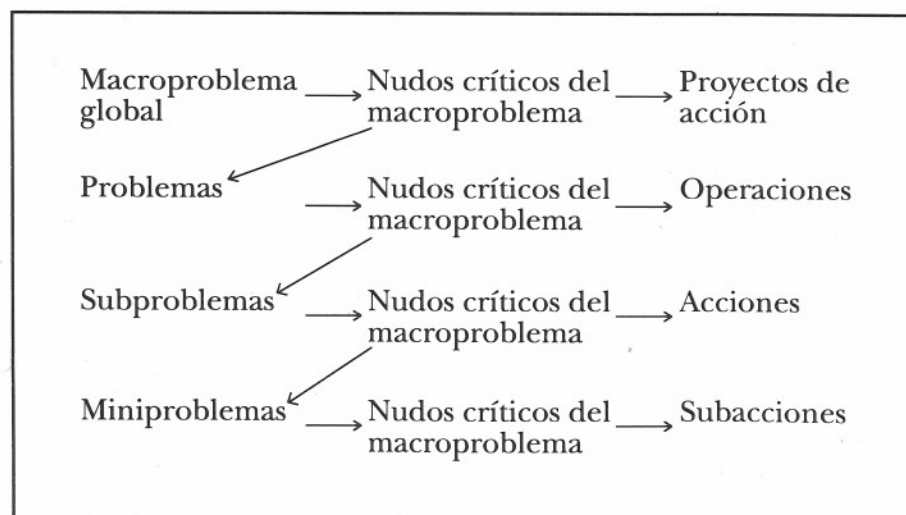 Macroproblema Nudos críticos del Proyectos de
global macroproblema acción
Problemas Nudos críticos del Operaciones
macroproblema
Subproblemas Nudos críticos del Acciones
macroproblema
Miniproblemas Nudos críticos del Subacciones
macroproblema